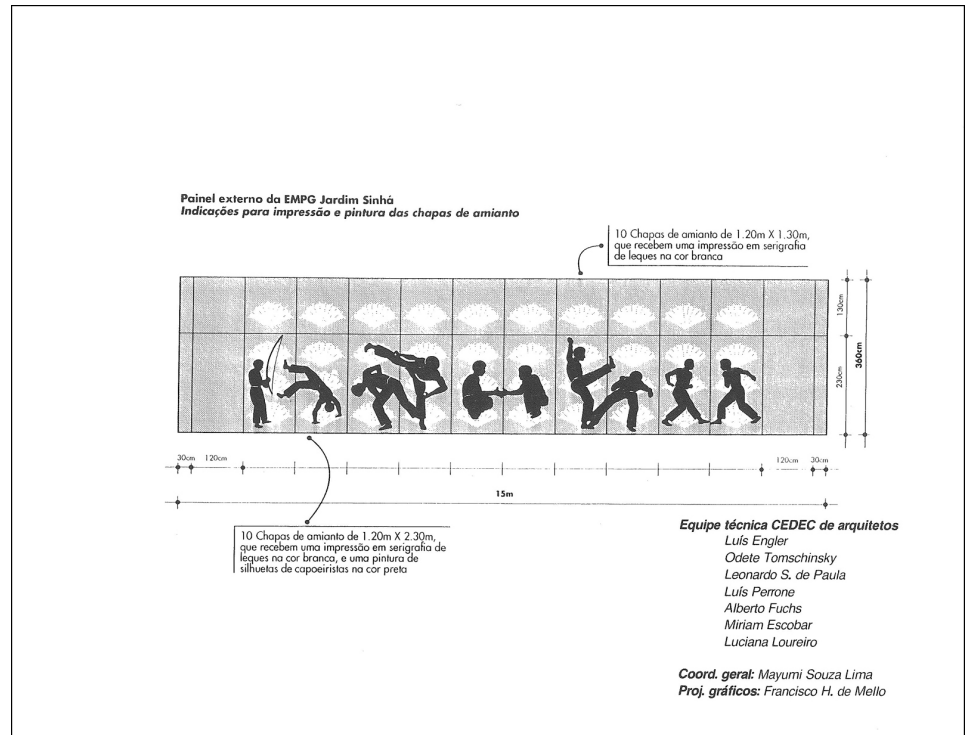 Painel externo da EMPG Jardim Sinhá
Indicações para impressão e pintura das chapas de amianto
10 Chapas de amianto de 1.20m X 1.30m,
que recebem uma impressão em serigrafia
de leques na cor branca
130cm
360cm
230cm
30cm 120cm
120cm 30cm
15m
10 Chapas de amianto de 1.20m X 2.30m,
que recebem uma impressão em serigrafia de
leques na cor branca, e uma pintura de
silhuetas de capoeiristas na cor preta
Equipe técnica CEDEC de arquitetos
Luís Engler
Odete Tomschinsky
Leonardo S. de Paula
Luís Perrone
Alberto Fuchs
Miriam Escobar
Luciana Loureiro
Coord. geral: Mayumi Souza Lima
Proj. gráficos: Francisco H. de Mello